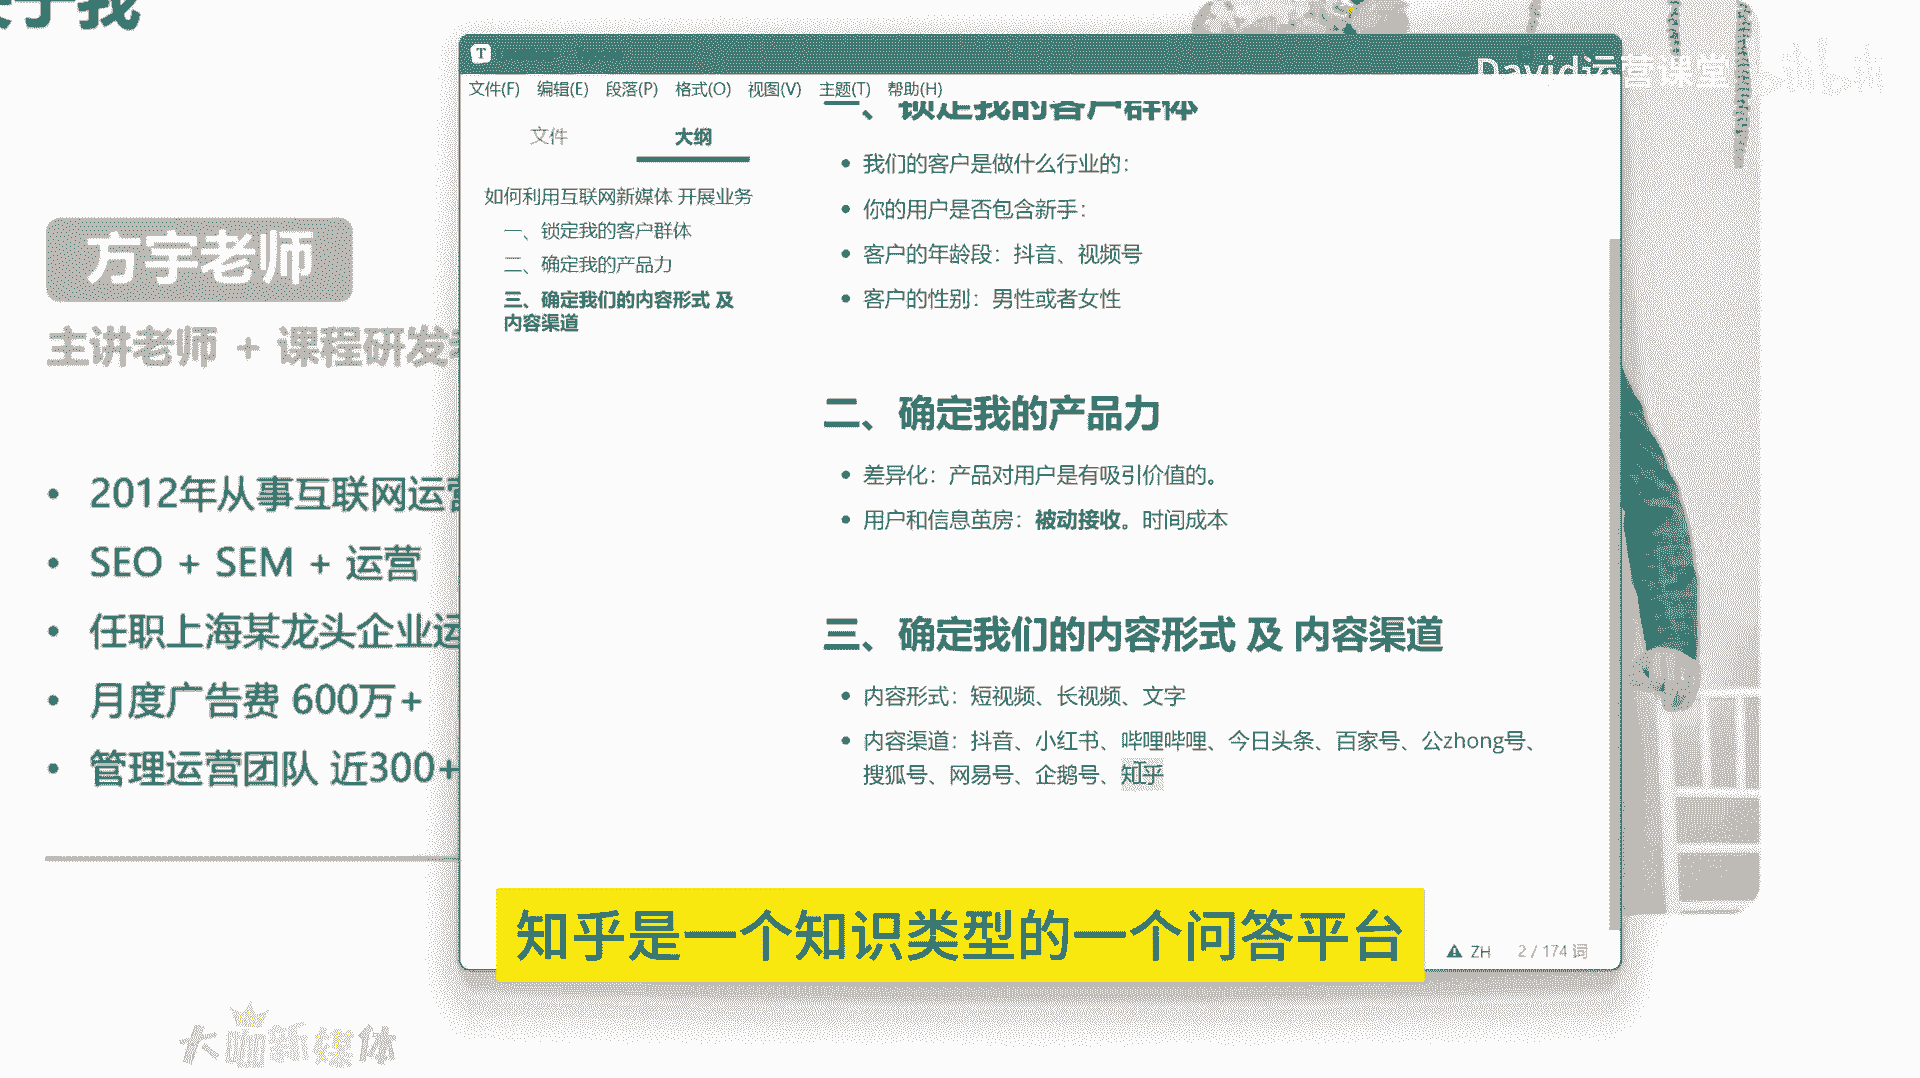 于我
David运营课堂
bilibili
文件(F) 编辑(E) 段落(P) 格式(O) 视图(V) 主题(T) 帮助(H)
文件 大纲
如何利用互联网新媒体 开展业务
一、锁定我的客户群体
二、确定我的产品力
三、确定我们的内容形式 及
内容渠道
一、锁定我的客户群体
我们的客户是做什么行业的：
你的用户是否包含新手：
客户的年龄段：抖音、视频号
客户的性别：男性或者女性
二、确定我的产品力
差异化：产品对用户是有吸引价值的。
用户和信息茧房：被动接收。时间成本
三、确定我们的内容形式 及 内容渠道
内容形式：短视频、长视频、文字
内容渠道：抖音、小红书、哔哩哔哩、今日头条、百家号、公zhong号、
搜狐号、网易号、企鹅号、知乎
ZH 2 / 174 词
方宇老师
主讲老师 + 课程研发
2012年从事互联网运营
SEO + SEM + 运营
任职上海某龙头企业运
月度广告费 600万+
管理运营团队 近300+
知乎是一个知识类型的一个问答平台
大咖新媒体